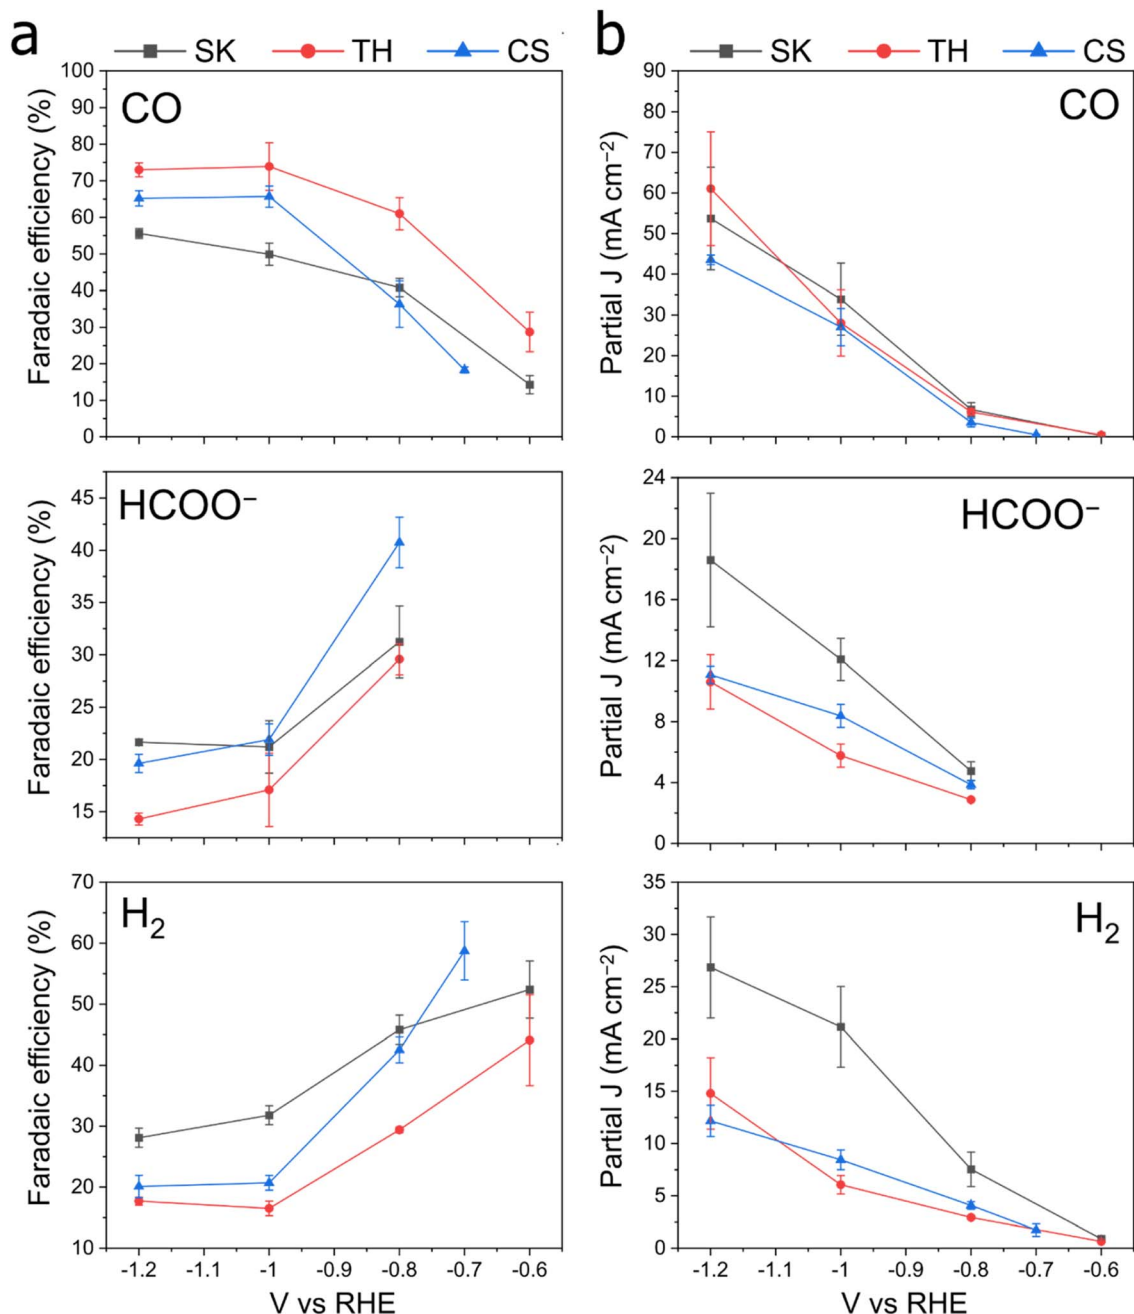 a
SK TH CS
CO
Faradaic efficiency (%)
100
90
80
70
60
50
40
30
20
10
0
HCOO⁻
Faradaic efficiency (%)
45
40
35
30
25
20
15
H₂
Faradaic efficiency (%)
70
60
50
40
30
20
10
-1.2 -1.1 -1 -0.9 -0.8 -0.7 -0.6
V vs RHE
b
SK TH CS
CO
Partial J (mA cm⁻²)
90
80
70
60
50
40
30
20
10
0
HCOO⁻
Partial J (mA cm⁻²)
24
20
16
12
8
4
0
H₂
Partial J (mA cm⁻²)
35
30
25
20
15
10
5
0
-1.2 -1.1 -1 -0.9 -0.8 -0.7 -0.6
V vs RHE